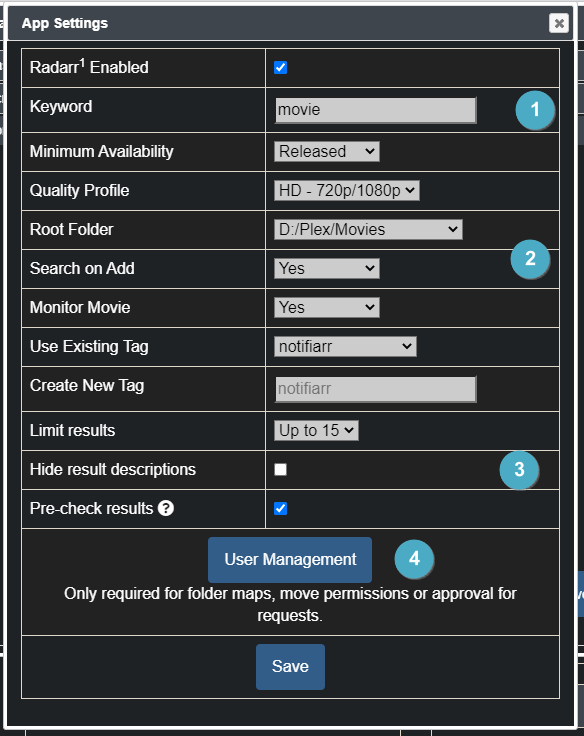 App Settings
Radarr¹ Enabled
Keyword movie 1
Minimum Availability Released
Quality Profile HD - 720p/1080p
Root Folder D:/Plex/Movies
Search on Add Yes 2
Monitor Movie Yes
Use Existing Tag notifiarr
Create New Tag notifiarr
Limit results Up to 15
Hide result descriptions 3
Pre-check results ?
User Management 4
Only required for folder maps, move permissions or approval for
requests.
Save